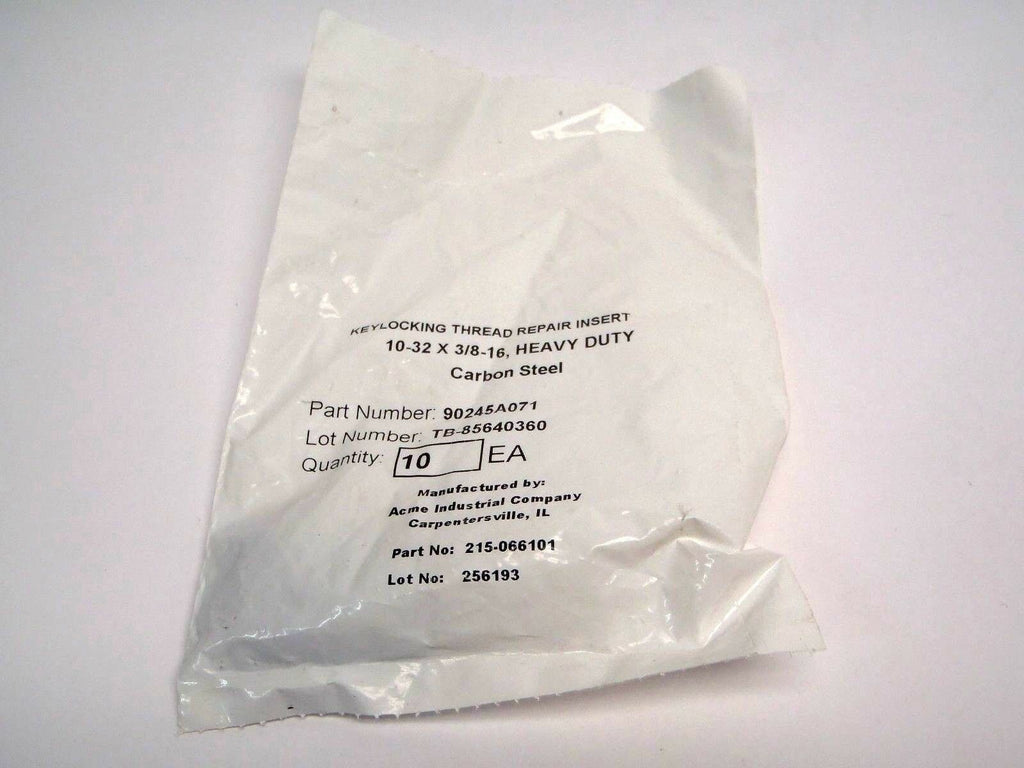 KEYLOCKING THREAD REPAIR INSERT
10-32 X 3/8-16, HEAVY DUTY
Carbon Steel
Part Number: 90245A071
Lot Number: TB-85640360
Quantity: 10 EA
Manufactured by:
Acme Industrial Company
Carpentersville, IL
Part No: 215-066101
Lot No: 256193